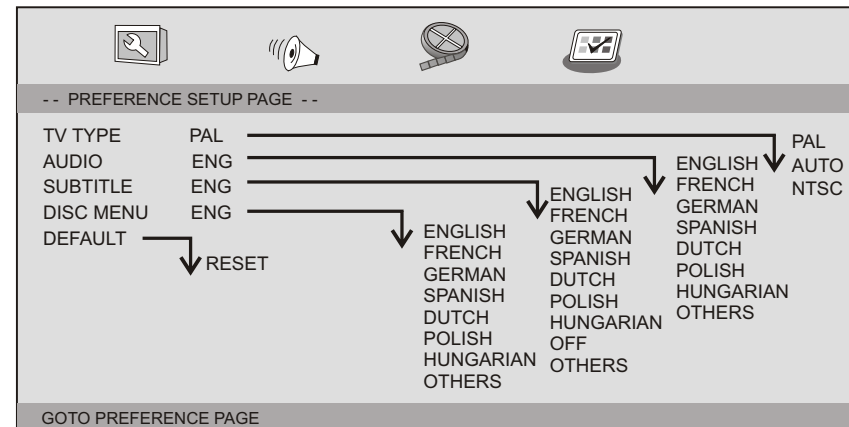 -- PREFERENCE SETUP PAGE --
TV TYPE PAL
AUDIO ENG
SUBTITLE ENG
DISC MENU ENG
DEFAULT
RESET
ENGLISH
FRENCH
GERMAN
SPANISH
DUTCH
POLISH
HUNGARIAN
OTHERS
ENGLISH
FRENCH
GERMAN
SPANISH
DUTCH
POLISH
HUNGARIAN
OFF
OTHERS
ENGLISH
FRENCH
GERMAN
SPANISH
DUTCH
POLISH
HUNGARIAN
OTHERS
PAL
AUTO
NTSC
GOTO PREFERENCE PAGE